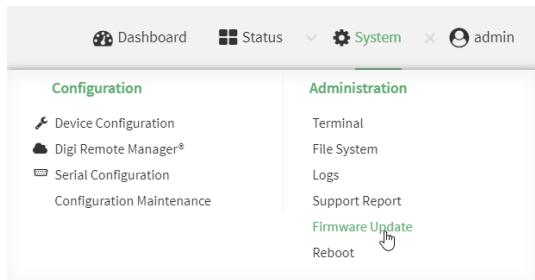 Dashboard Status System admin
Configuration
Device Configuration
Digi Remote Manager®
Serial Configuration
Configuration Maintenance
Administration
Terminal
File System
Logs
Support Report
Firmware Update
Reboot